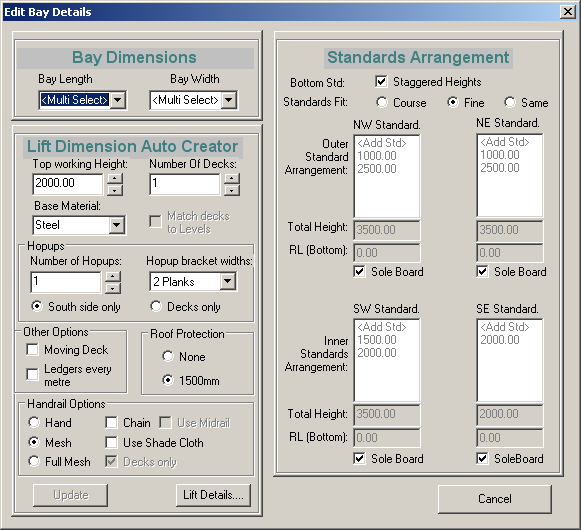 Edit Bay Details
Bay Dimensions
Bay Length
Bay Width
<Multi Select>
<Multi Select>
Lift Dimension Auto Creator
Top working Height:
Number Of Decks:
2000.00
1
Base Material:
Steel
Match decks
to Levels
Hopups
Number of Hopups:
Hopup bracket widths:
1
2 Planks
South side only
Decks only
Other Options
Moving Deck
Ledgers every
metre
Roof Protection
None
1500mm
Handrail Options
Hand
Chain
Use Midrail
Mesh
Use Shade Cloth
Full Mesh
Decks only
Update
Lift Details....
Standards Arrangement
Bottom Std:
Staggered Heights
Standards Fit:
Course
Fine
Same
NW Standard.
NE Standard.
Outer
Standard
Arrangement:
<Add Std>
1000.00
2500.00
<Add Std>
1000.00
2500.00
Total Height:
3500.00
3500.00
RL (Bottom):
0.00
0.00
Sole Board
Sole Board
SW Standard.
SE Standard.
Inner
Standards
Arrangement:
<Add Std>
1500.00
2000.00
<Add Std>
2000.00
Total Height:
3500.00
2000.00
RL (Bottom):
0.00
0.00
Sole Board
SoleBoard
Cancel